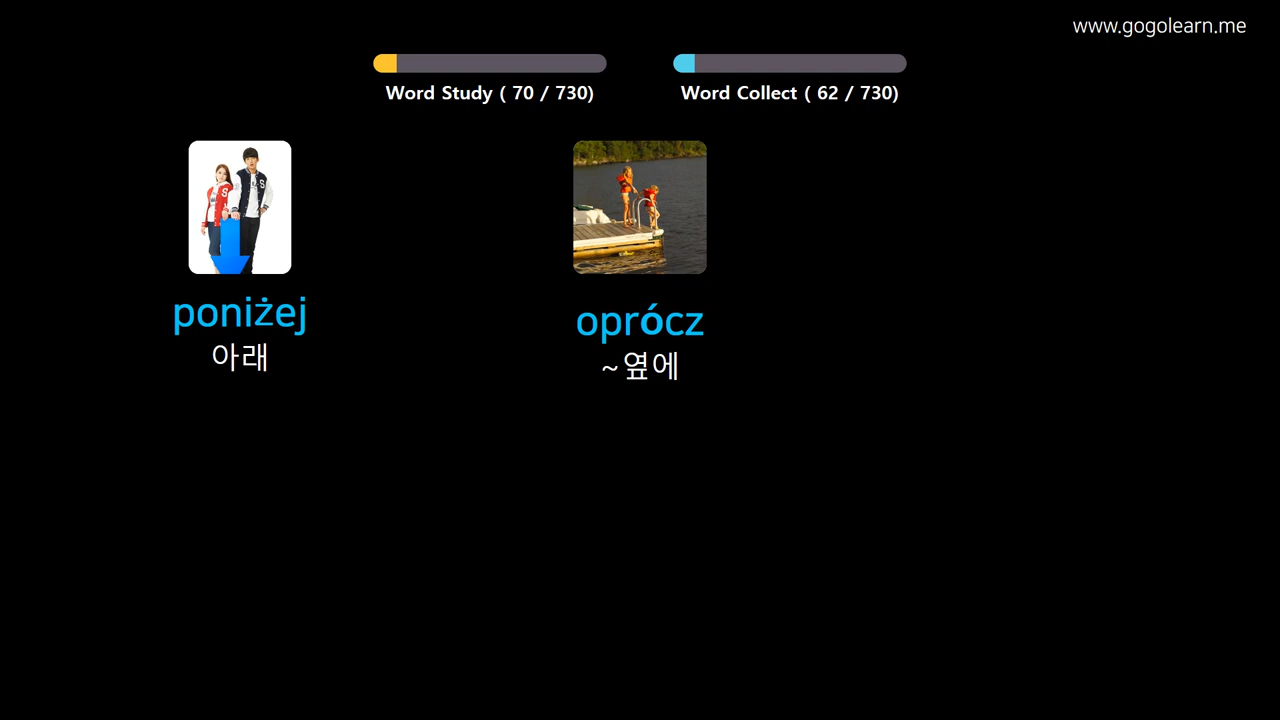 www.gogolearn.me
Word Study ( 70 / 730)
Word Collect ( 62 / 730)
poniżej
아래
oprócz
~옆에